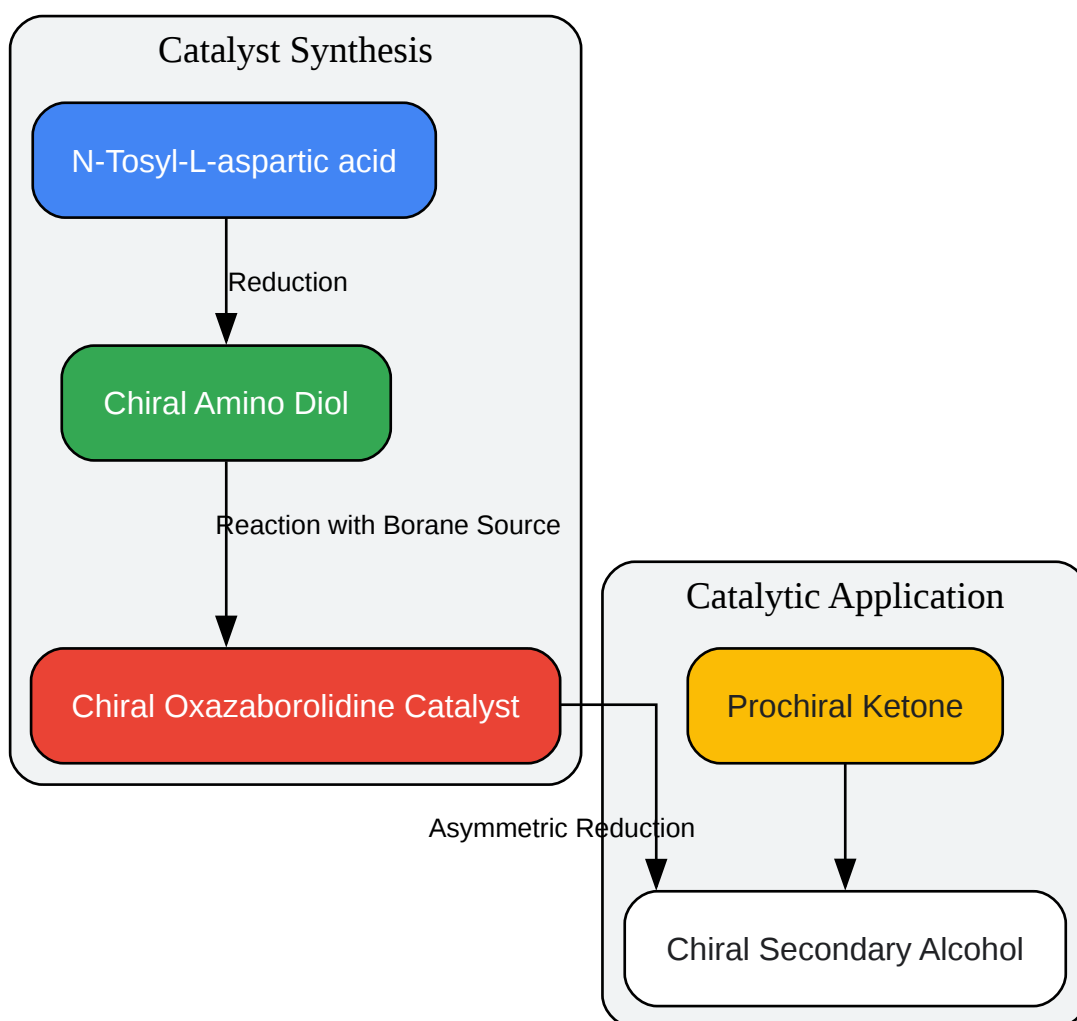 Catalyst Synthesis
N-Tosyl-L-aspartic acid
Reduction
Chiral Amino Diol
Reaction with Borane Source
Chiral Oxazaborolidine Catalyst
Catalytic Application
Prochiral Ketone
Asymmetric Reduction
Chiral Secondary Alcohol